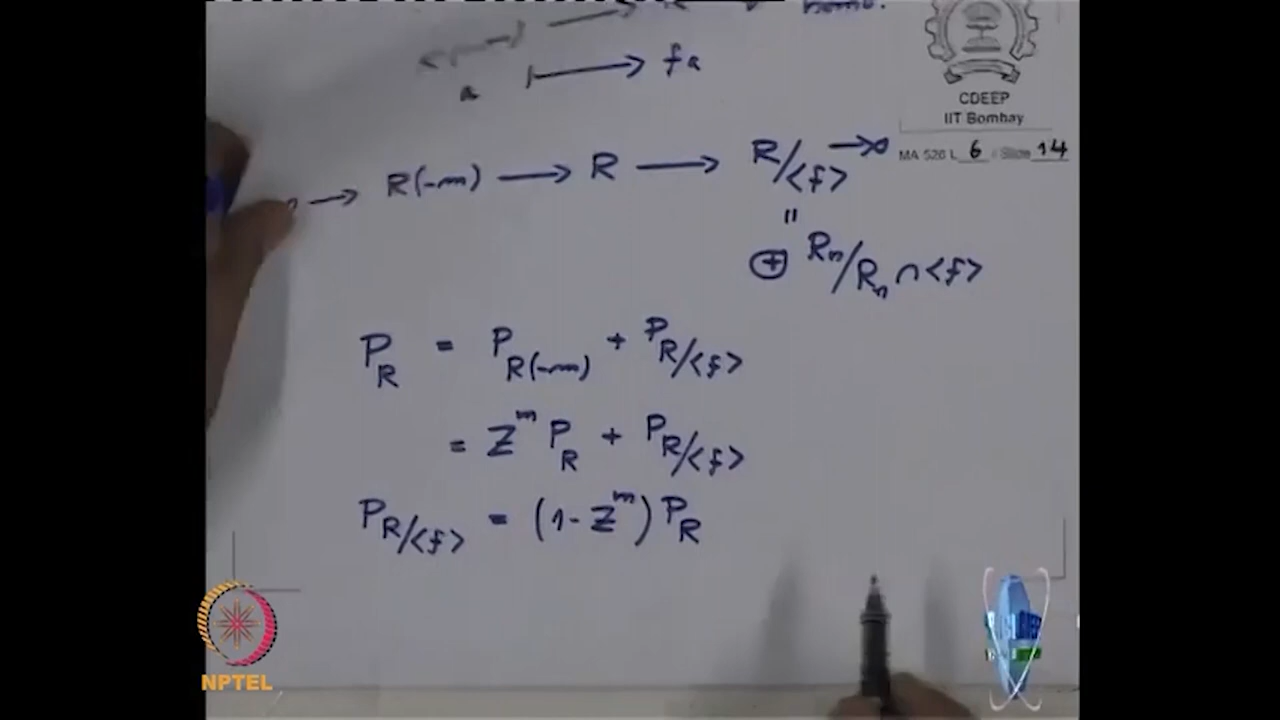 a ⟼ fa
CDEEP
IIT Bombay
MA 526 L 6 / Slide 14
→ R(-m) → R → R/<f> → 0
"
⊕ Rn/Rn ∩ <f>
P_R = P_R(-m) + P_R/<f>
= Z^m P_R + P_R/<f>
P_R/<f> = (1 - Z^m) P_R
NPTEL